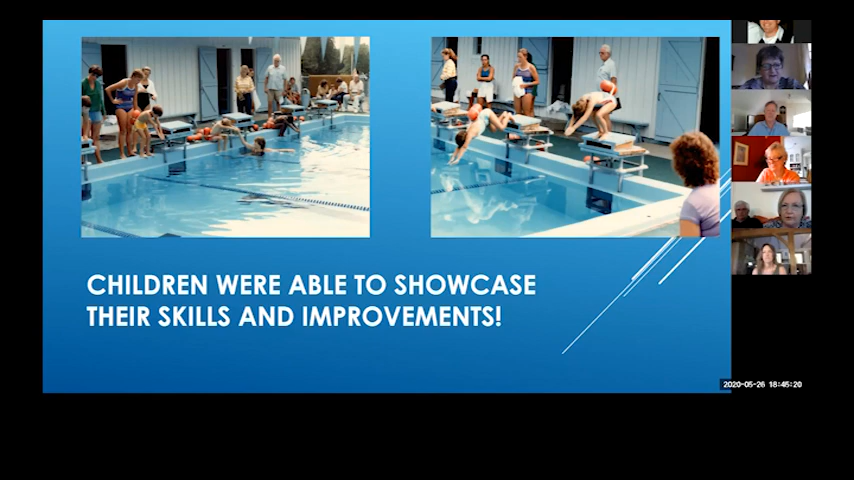 CHILDREN WERE ABLE TO SHOWCASE
THEIR SKILLS AND IMPROVEMENTS!
2020-05-26 18:45:20